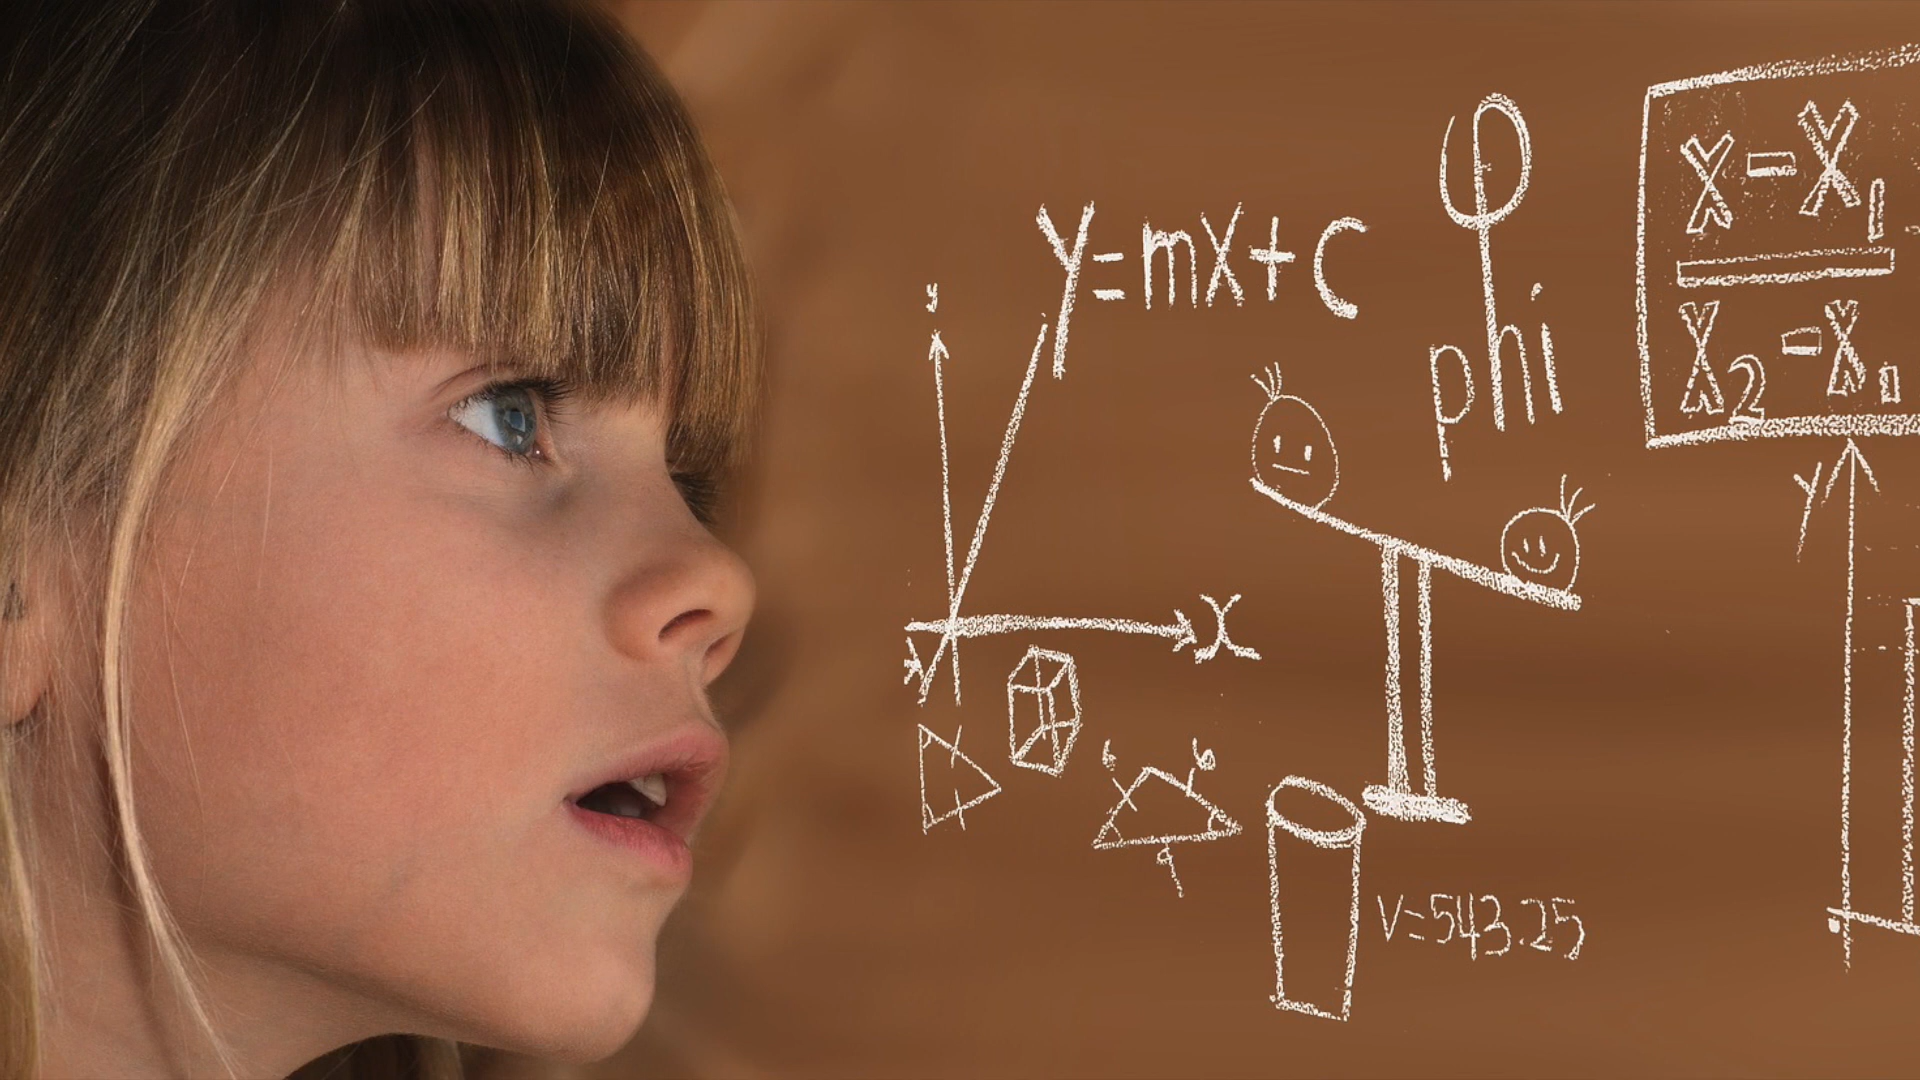 y=mx+c
φ
phi
x-x₁
x₂-x₁
y
x
y
b
a
V=543.25